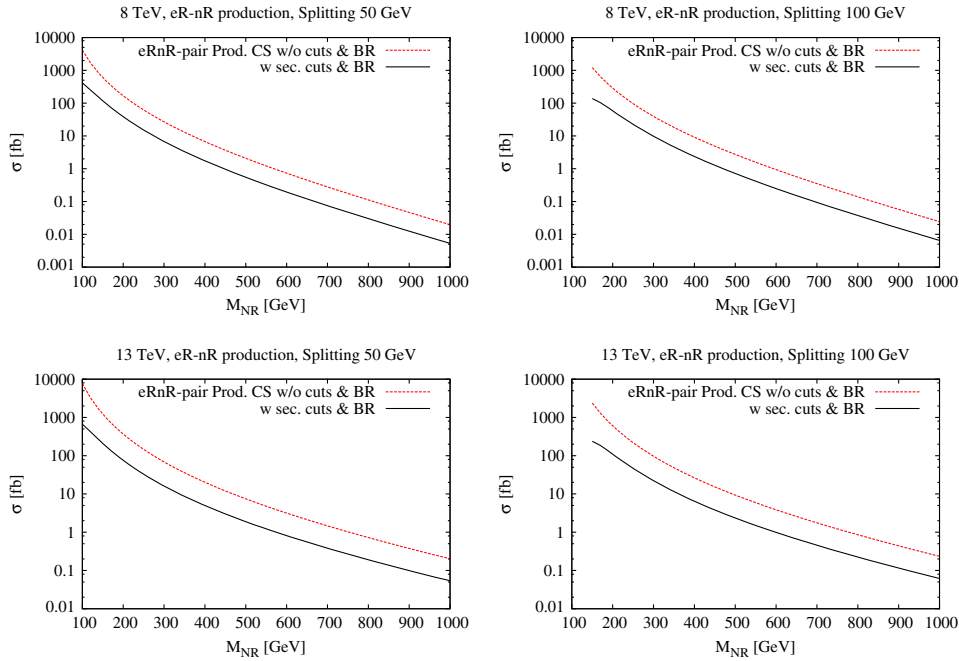 8 TeV, eR-nR production, Splitting 50 GeV
10000
1000
100
10
1
0.1
0.01
0.001
σ [fb]
eRnR-pair Prod. CS w/o cuts & BR
w sec. cuts & BR
100 200 300 400 500 600 700 800 900 1000
M_NR [GeV]
8 TeV, eR-nR production, Splitting 100 GeV
10000
1000
100
10
1
0.1
0.01
0.001
σ [fb]
eRnR-pair Prod. CS w/o cuts & BR
w sec. cuts & BR
100 200 300 400 500 600 700 800 900 1000
M_NR [GeV]
13 TeV, eR-nR production, Splitting 50 GeV
10000
1000
100
10
1
0.1
0.01
σ [fb]
eRnR-pair Prod. CS w/o cuts & BR
w sec. cuts & BR
100 200 300 400 500 600 700 800 900 1000
M_NR [GeV]
13 TeV, eR-nR production, Splitting 100 GeV
10000
1000
100
10
1
0.1
0.01
σ [fb]
eRnR-pair Prod. CS w/o cuts & BR
w sec. cuts & BR
100 200 300 400 500 600 700 800 900 1000
M_NR [GeV]